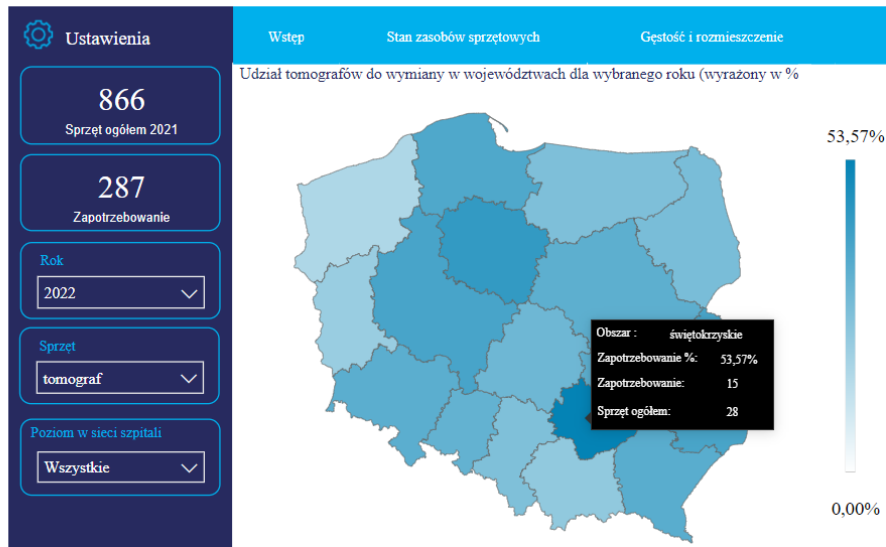 Ustawienia
Wstęp
Stan zasobów sprzętowych
Gęstość i rozmieszczenie
866
Sprzęt ogółem 2021
287
Zapotrzebowanie
Rok
2022
Sprzęt
tomograf
Poziom w sieci szpitali
Wszystkie
Udział tomografów do wymiany w województwach dla wybranego roku (wyrażony w %
53,57%
Obszar : świętokrzyskie
Zapotrzebowanie %: 53,57%
Zapotrzebowanie: 15
Sprzęt ogółem: 28
0,00%